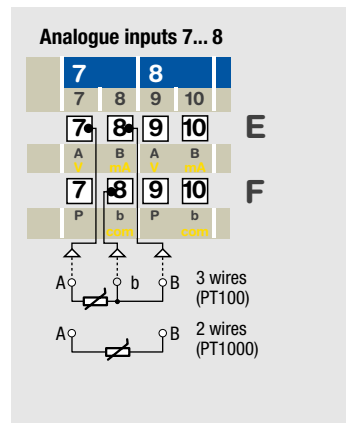 Analogue inputs 7... 8
7 8
7 8 9 10
7 8 9 10 E
A B A B
V mA V mA
7 8 9 10 F
P b P b
com com
A b B 3 wires
(PT100)
A B 2 wires
(PT1000)